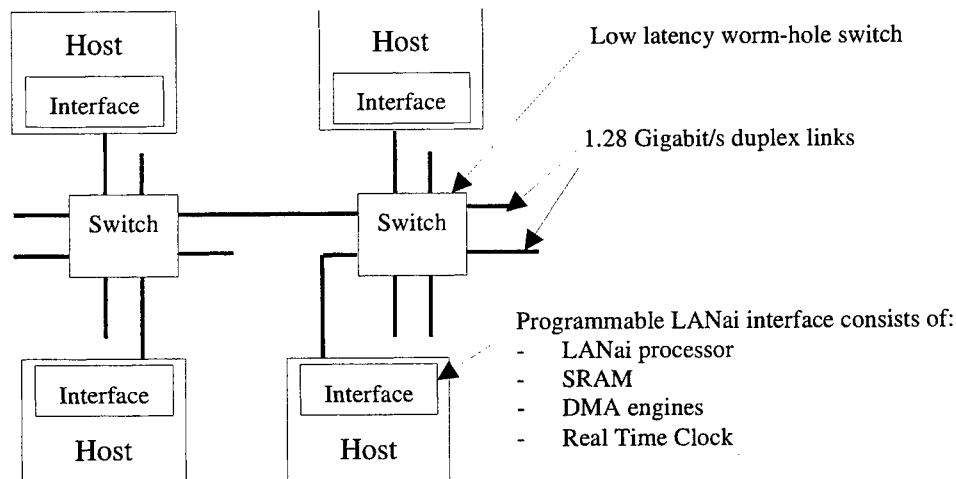 Host
Interface
Host
Interface
Low latency worm-hole switch
1.28 Gigabit/s duplex links
Switch
Switch
Programmable LANai interface consists of:
- LANai processor
- SRAM
- DMA engines
- Real Time Clock
Interface
Host
Interface
Host